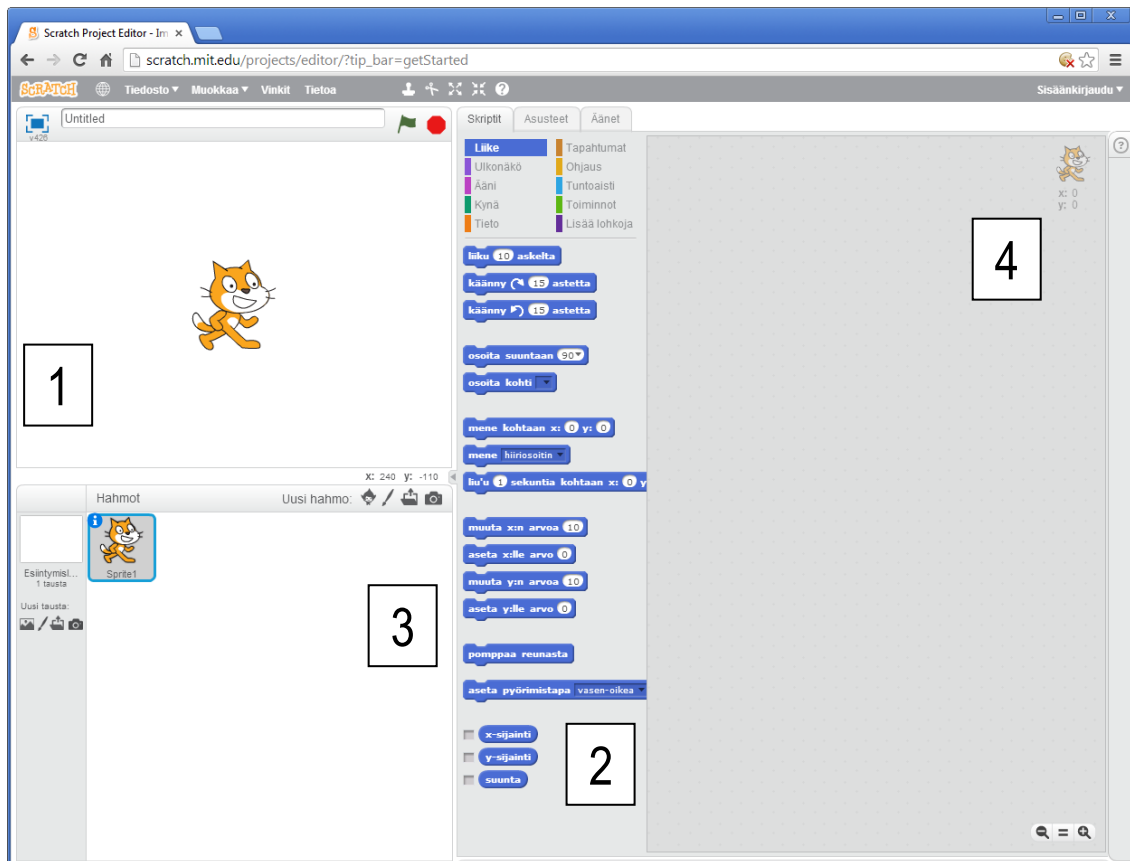 Scratch Project Editor - Im
scratch.mit.edu/projects/editor/?tip_bar=getStarted
SCRATCH Tiedosto Muokkaa Vinkit Tietoa Sisäänkirjaudu
v426
Untitled
1
x: 240 y: -110
Hahmot Uusi hahmo:
Esiintymisl...
1 tausta
Uusi tausta:
Sprite1
3
Skriptit Asusteet Äänet
Liike Tapahtumat
Ulkonäkö Ohjaus
Ääni Tuntoaisti
Kynä Toiminnot
Tieto Lisää lohkoja
liiku 10 askelta
käänny 15 astetta
käänny 15 astetta
osoita suuntaan 90
osoita kohti
mene kohtaan x: 0 y: 0
mene hiiriosoitin
liu'u 1 sekuntia kohtaan x: 0 y
muuta x:n arvoa 10
aseta x:lle arvo 0
muuta y:n arvoa 10
aseta y:lle arvo 0
pomppaa reunasta
aseta pyörimistapa vasen-oikea
x-sijainti
y-sijainti
suunta
2
x: 0
y: 0
4